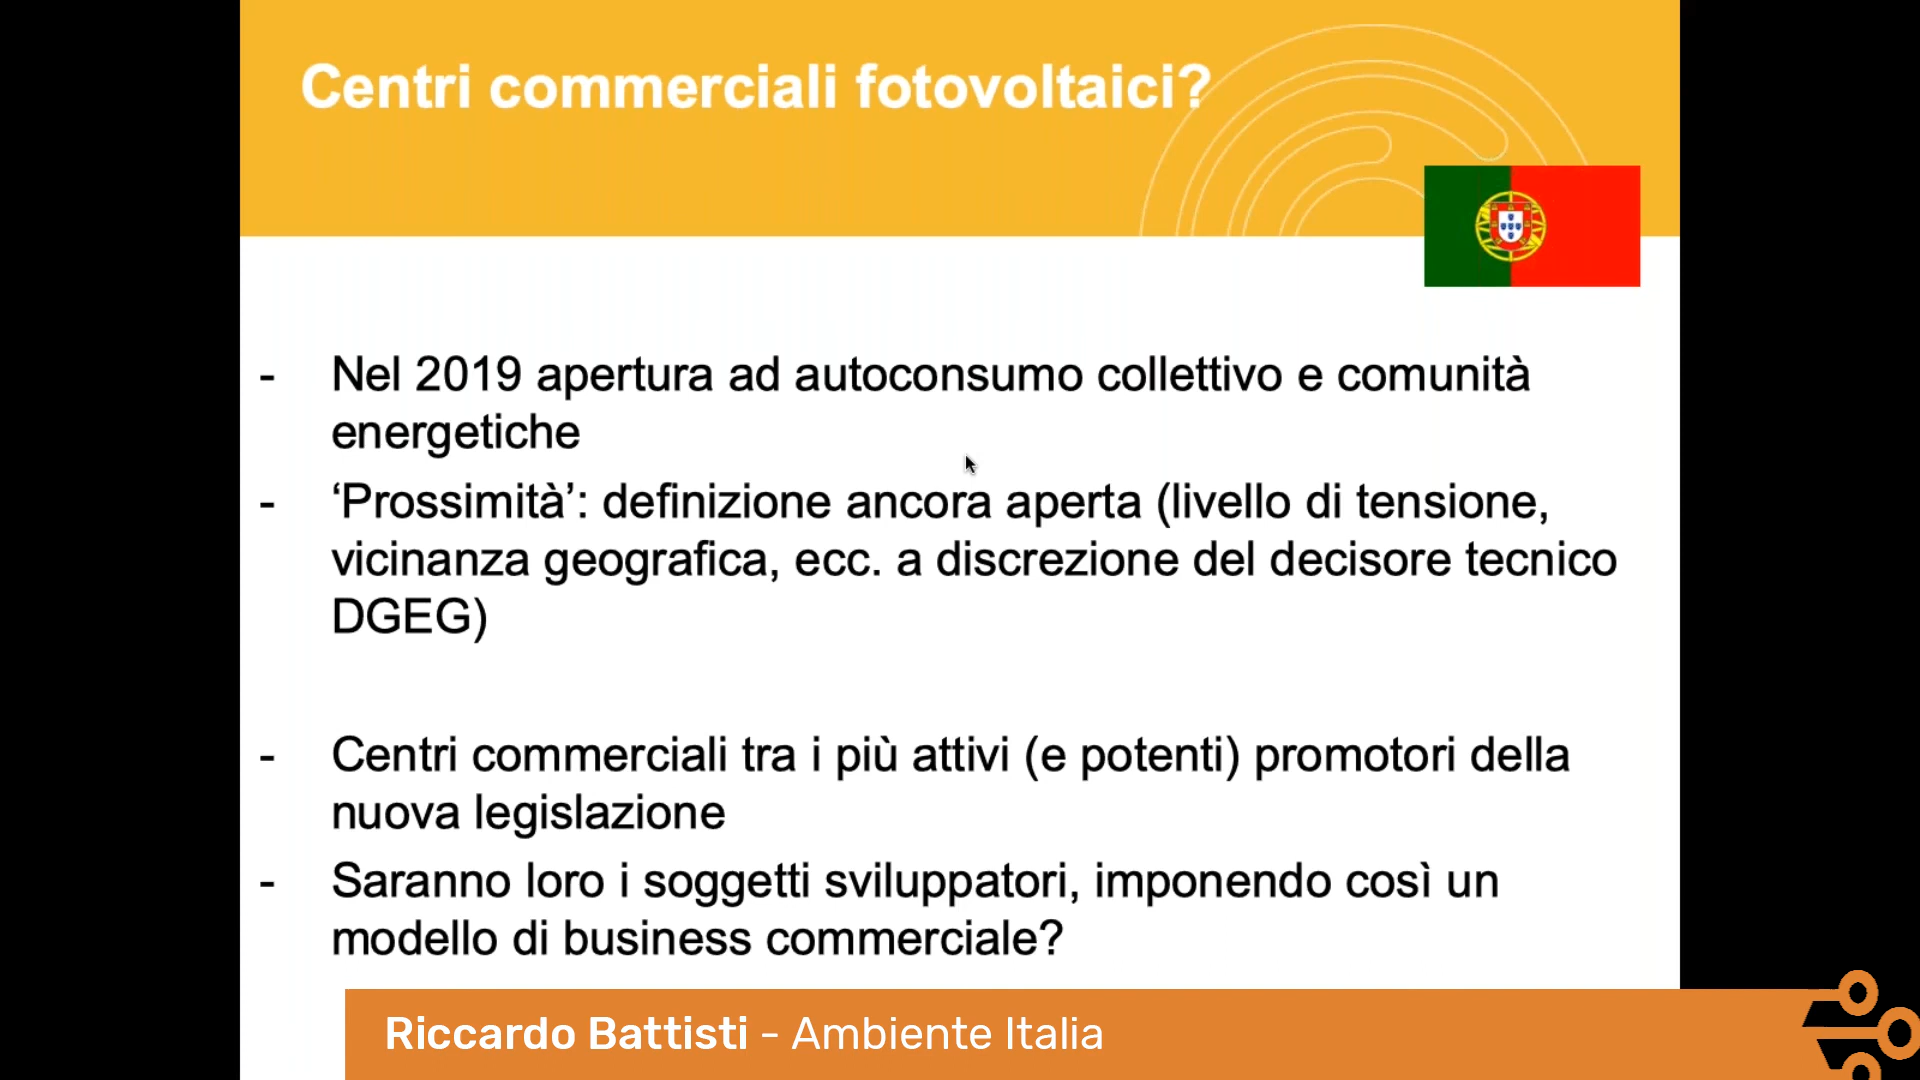 Centri commerciali fotovoltaici?
- Nel 2019 apertura ad autoconsumo collettivo e comunità
energetiche
- ‘Prossimità’: definizione ancora aperta (livello di tensione,
vicinanza geografica, ecc. a discrezione del decisore tecnico
DGEG)
- Centri commerciali tra i più attivi (e potenti) promotori della
nuova legislazione
- Saranno loro i soggetti sviluppatori, imponendo così un
modello di business commerciale?
Riccardo Battisti - Ambiente Italia